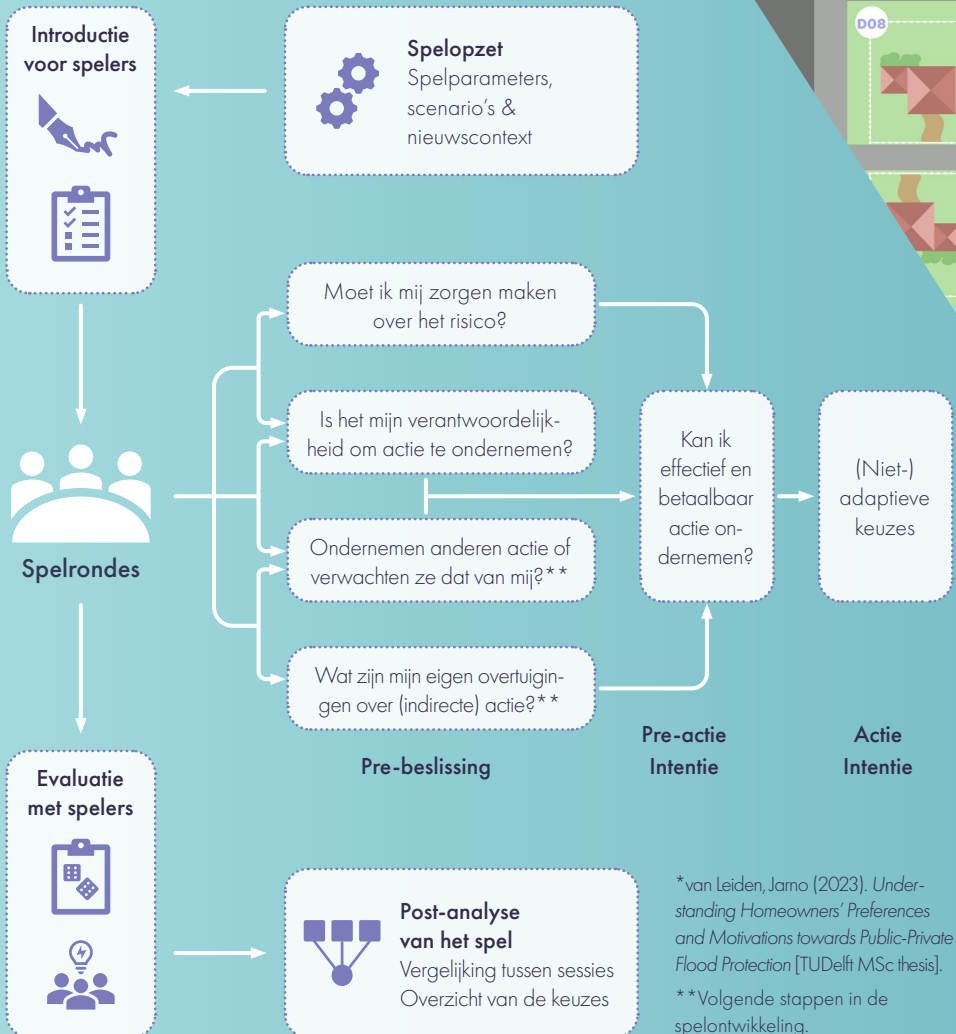 Introductie
voor spelers
Spelopzet
Spelparameters,
scenario's &
nieuwscontext
D08
Moet ik mij zorgen maken
over het risico?
Is het mijn verantwoordelijk-
heid om actie te ondernemen?
Ondernemen anderen actie of
verwachten ze dat van mij?**
Wat zijn mijn eigen overtuigin-
gen over (indirecte) actie?**
Kan ik
effectief en
betaalbaar
actie on-
dernemen?
(Niet-)
adaptieve
keuzes
Spelrondes
Pre-beslissing
Pre-actie
Intentie
Actie
Intentie
Evaluatie
met spelers
Post-analyse
van het spel
Vergelijking tussen sessies
Overzicht van de keuzes
*van Leiden, Jarno (2023). Under-
standing Homeowners' Preferences
and Motivations towards Public-Private
Flood Protection [TUDelft MSc thesis].
**Volgende stappen in de
spelontwikkeling.